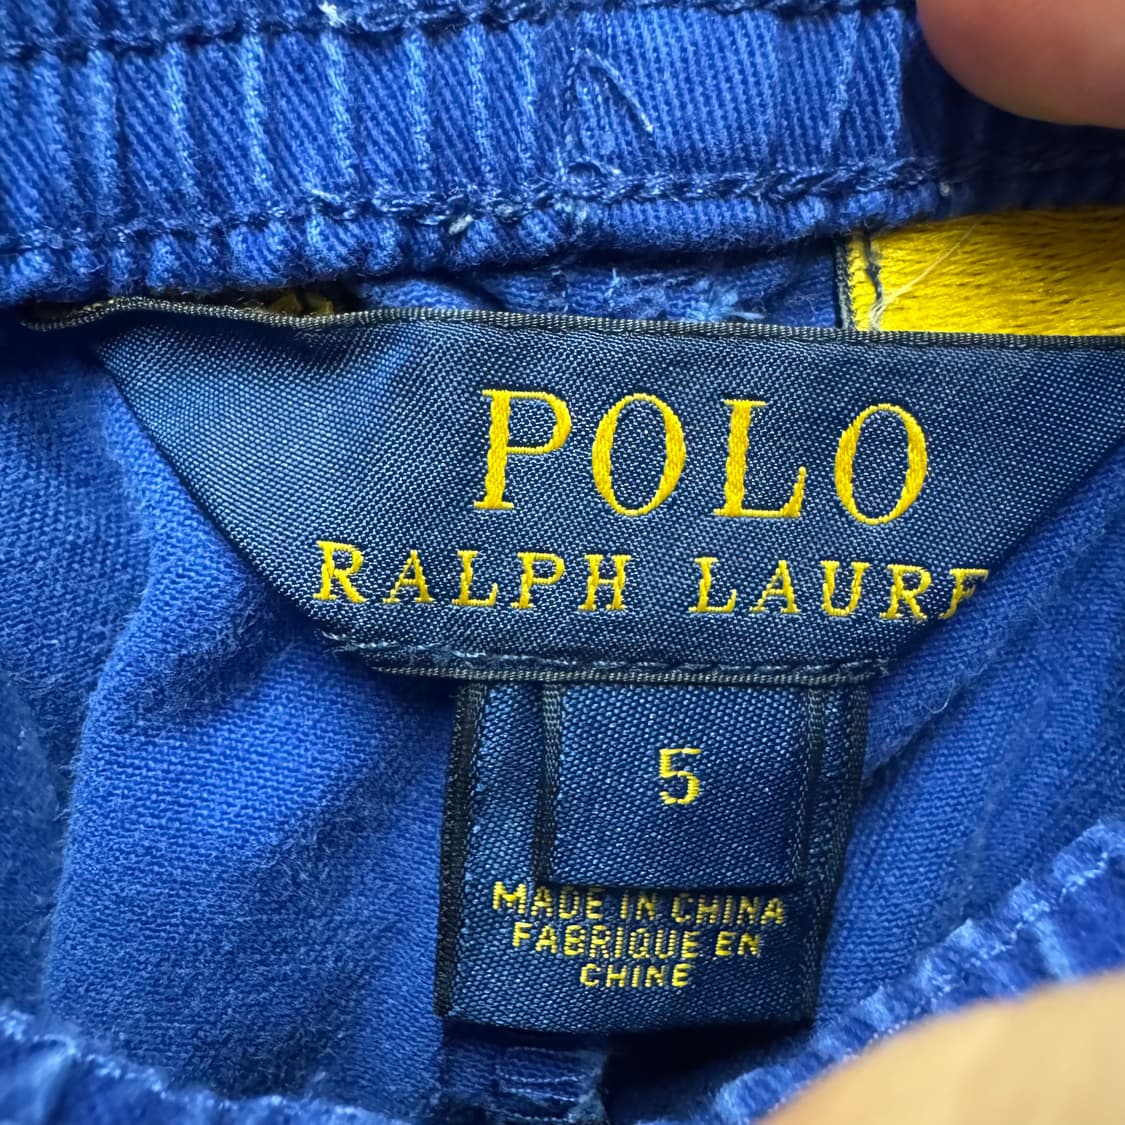 POLO
RALPH LAURE
5
MADE IN CHINA
FABRIQUE EN
CHINE